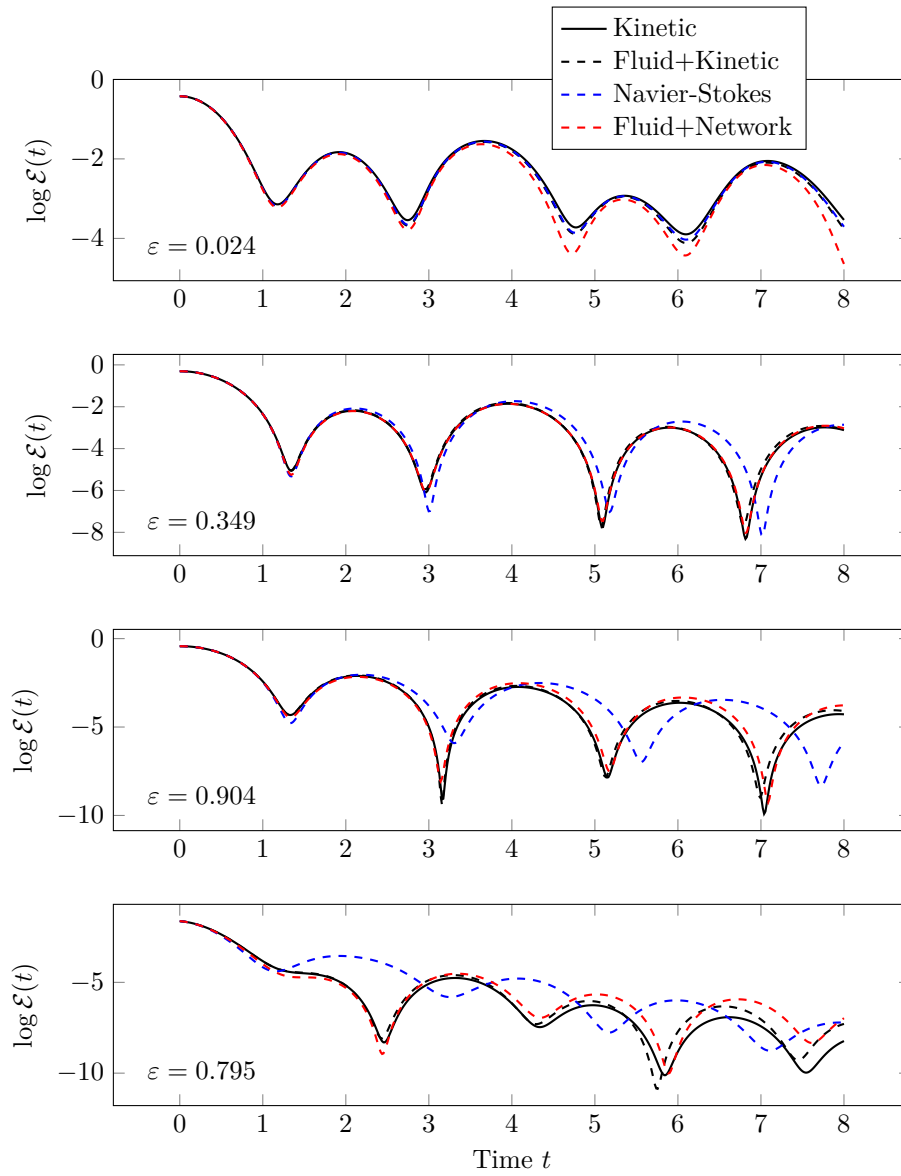 Kinetic
Fluid+Kinetic
Navier-Stokes
Fluid+Network
0
−2
−4
log ℰ(t)
ε = 0.024
0 1 2 3 4 5 6 7 8
0
−2
−4
−6
−8
log ℰ(t)
ε = 0.349
0 1 2 3 4 5 6 7 8
0
−5
−10
log ℰ(t)
ε = 0.904
0 1 2 3 4 5 6 7 8
−5
−10
log ℰ(t)
ε = 0.795
0 1 2 3 4 5 6 7 8
Time t